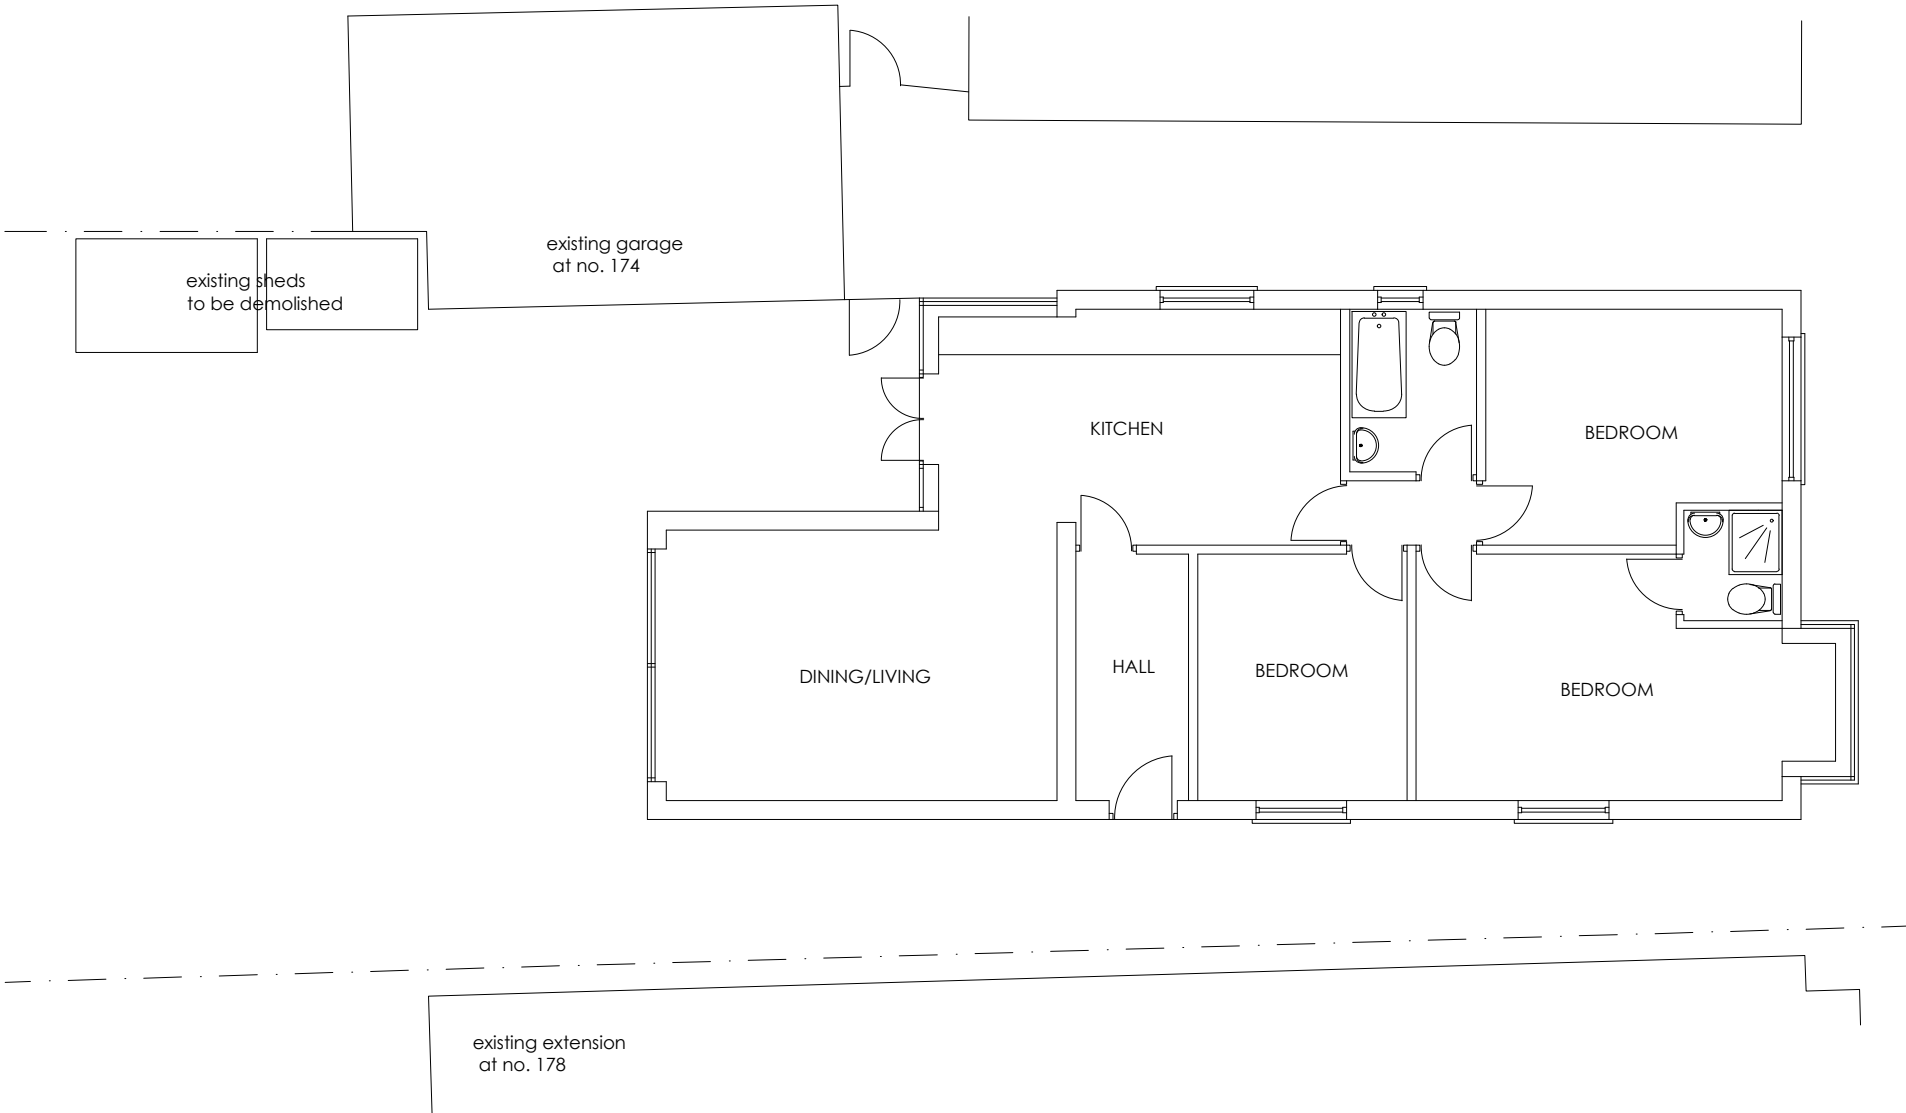 existing garage
at no. 174
existing sheds
to be demolished
KITCHEN
BEDROOM
DINING/LIVING
HALL
BEDROOM
BEDROOM
existing extension
at no. 178